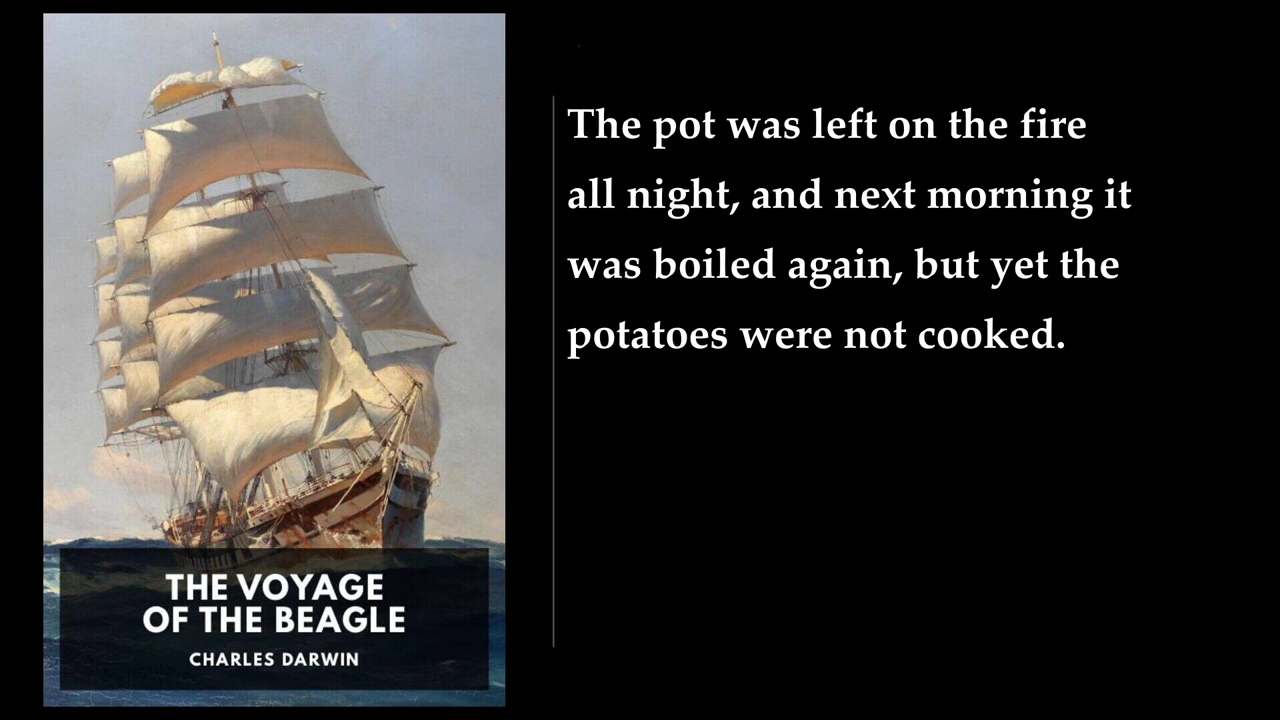 The pot was left on the fire
all night, and next morning it
was boiled again, but yet the
potatoes were not cooked.
THE VOYAGE
OF THE BEAGLE
CHARLES DARWIN